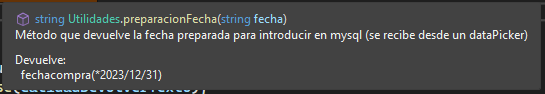 string Utilidades.preparacionFecha(string fecha)
Método que devuelve la fecha preparada para introducir en mysql (se recibe desde un dataPicker)
Devuelve:
fechacompra(*2023/12/31)